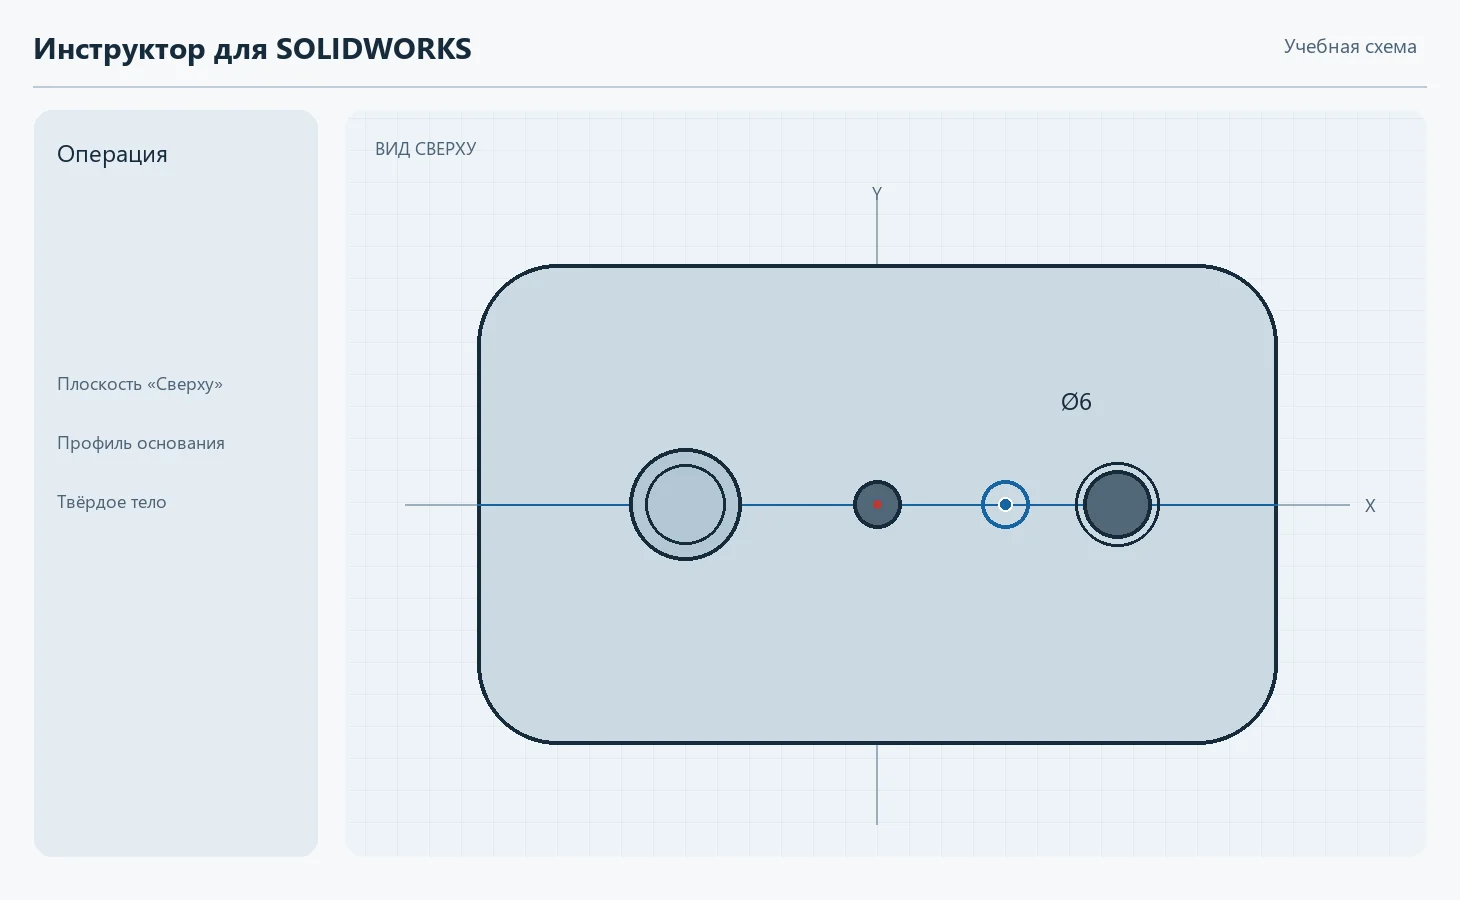 Инструктор для SOLIDWORKS
Учебная схема
Операция
Плоскость «Сверху»
Профиль основания
Твёрдое тело
ВИД СВЕРХУ
Y
Ø6
X